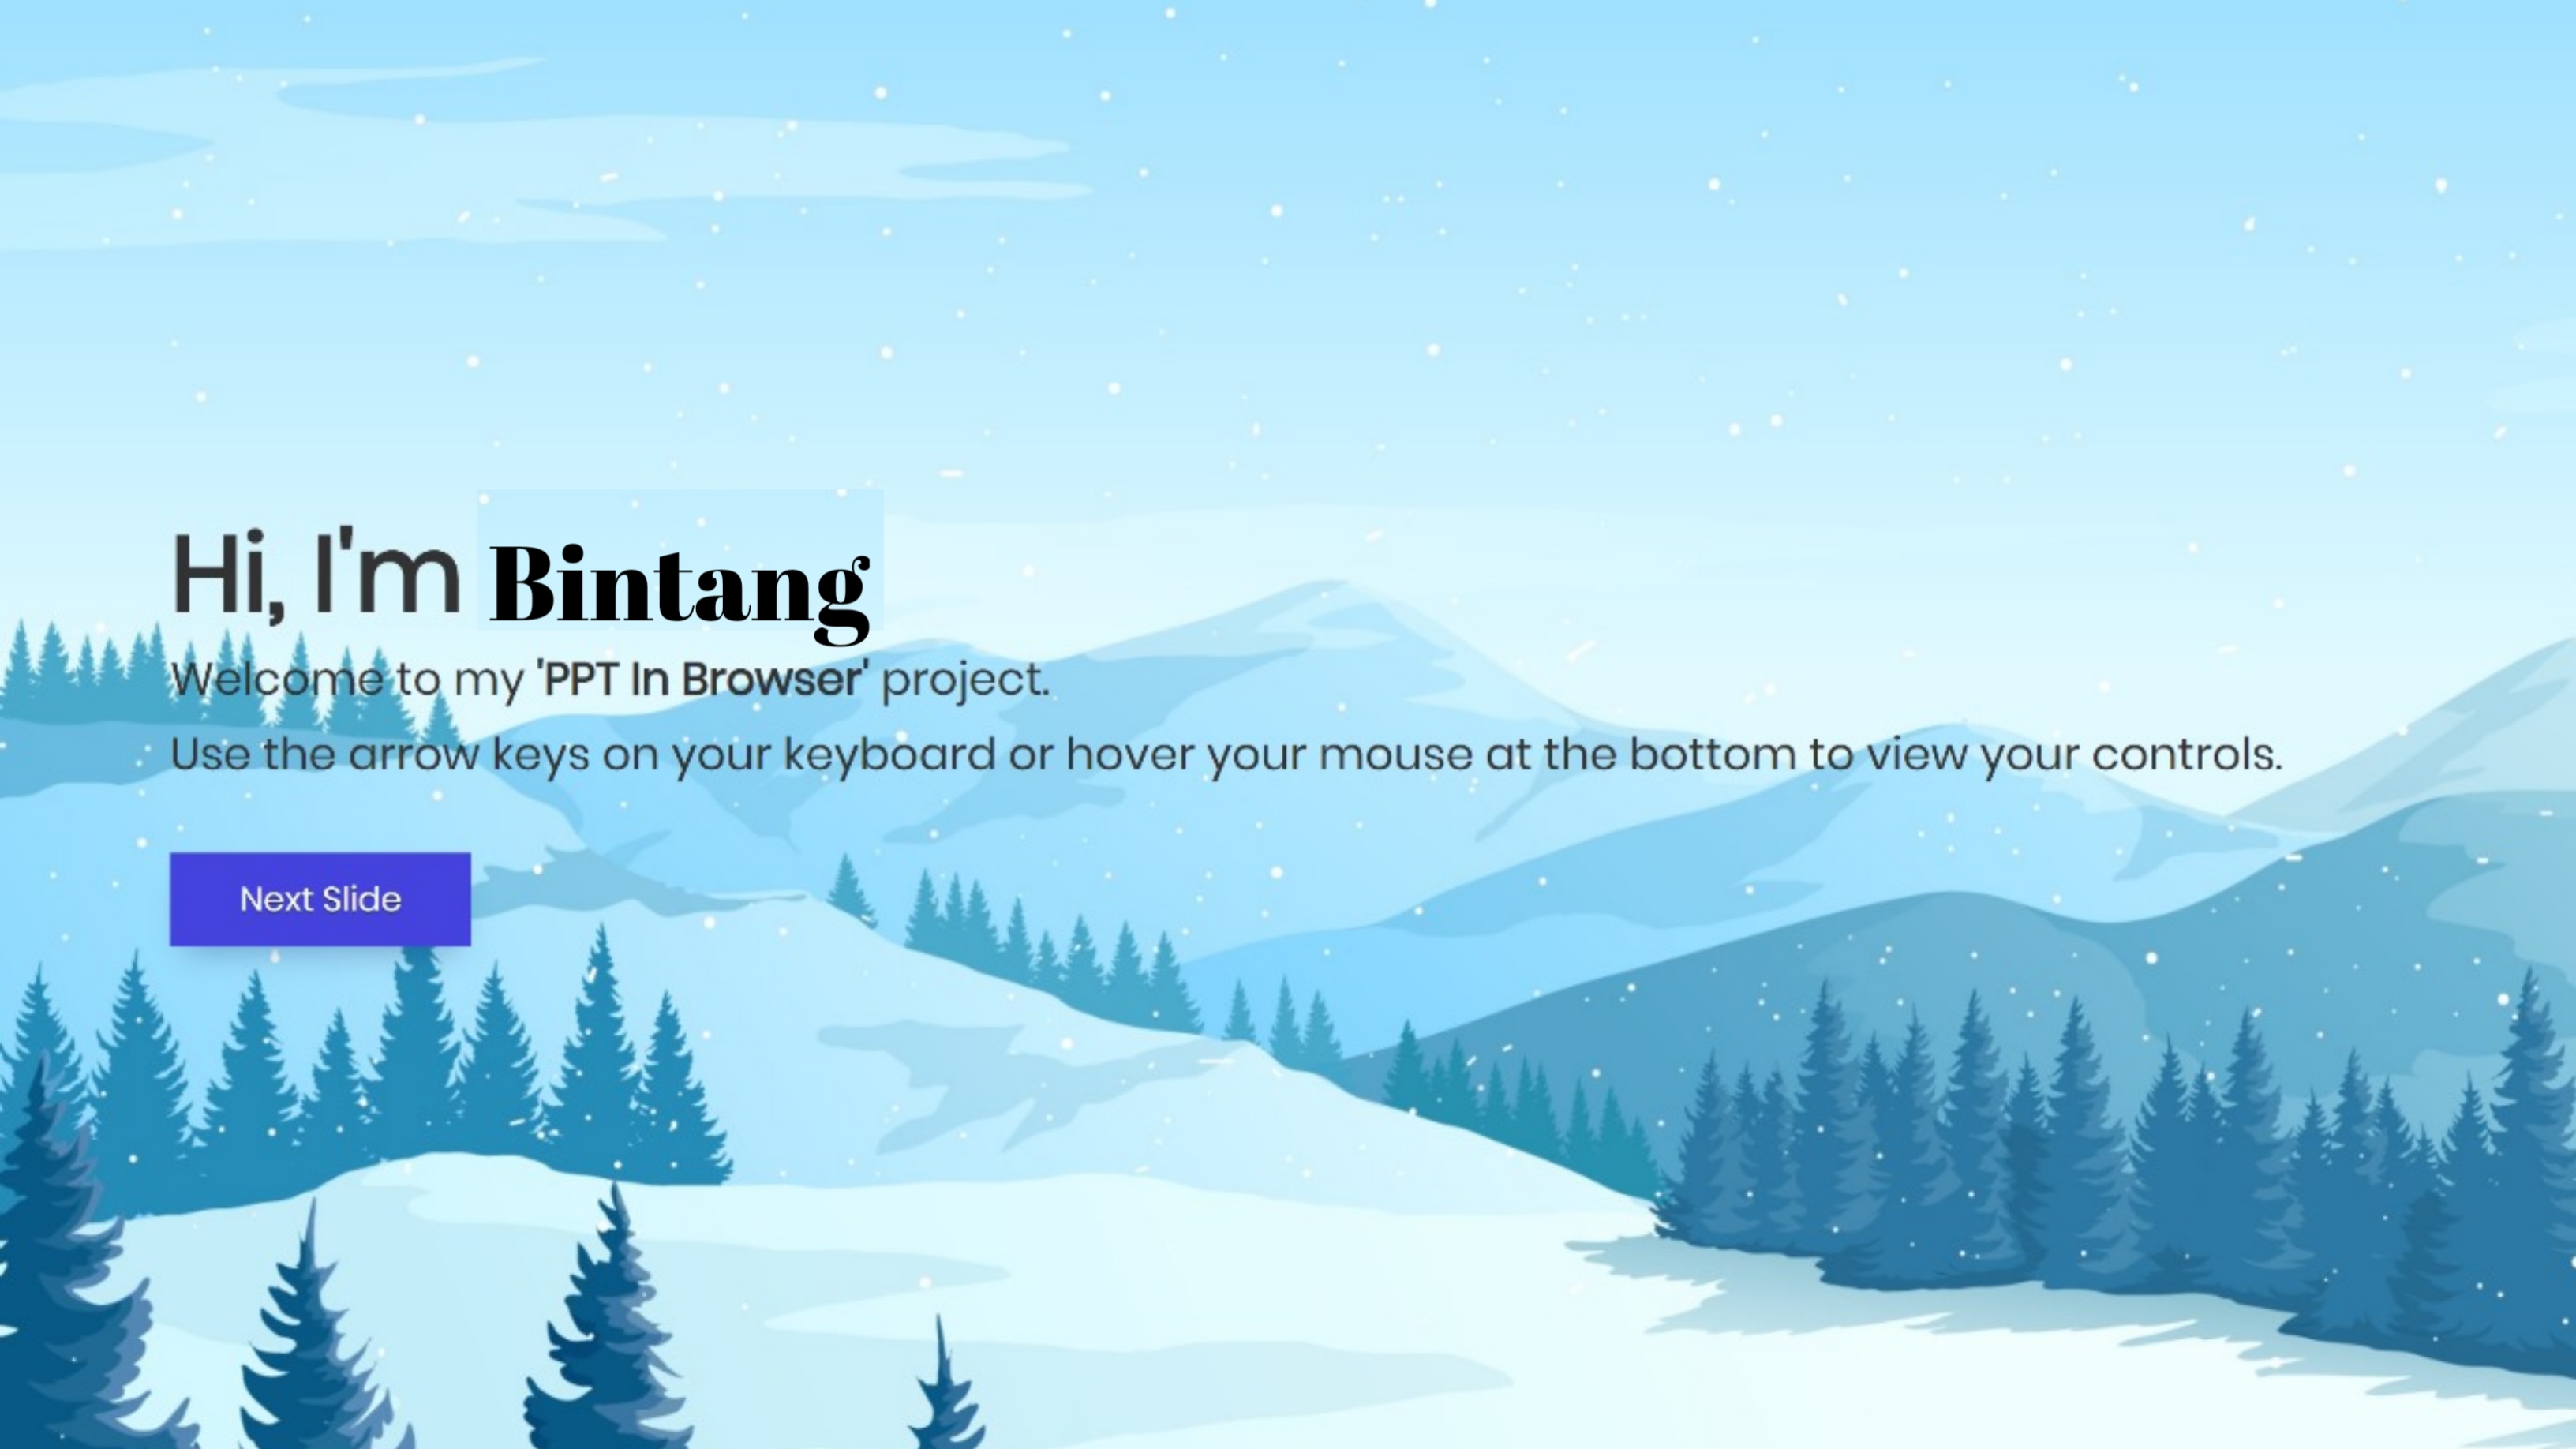 Hi, I'm Bintang
Welcome to my 'PPT In Browser' project.
Use the arrow keys on your keyboard or hover your mouse at the bottom to view your controls.
Next Slide